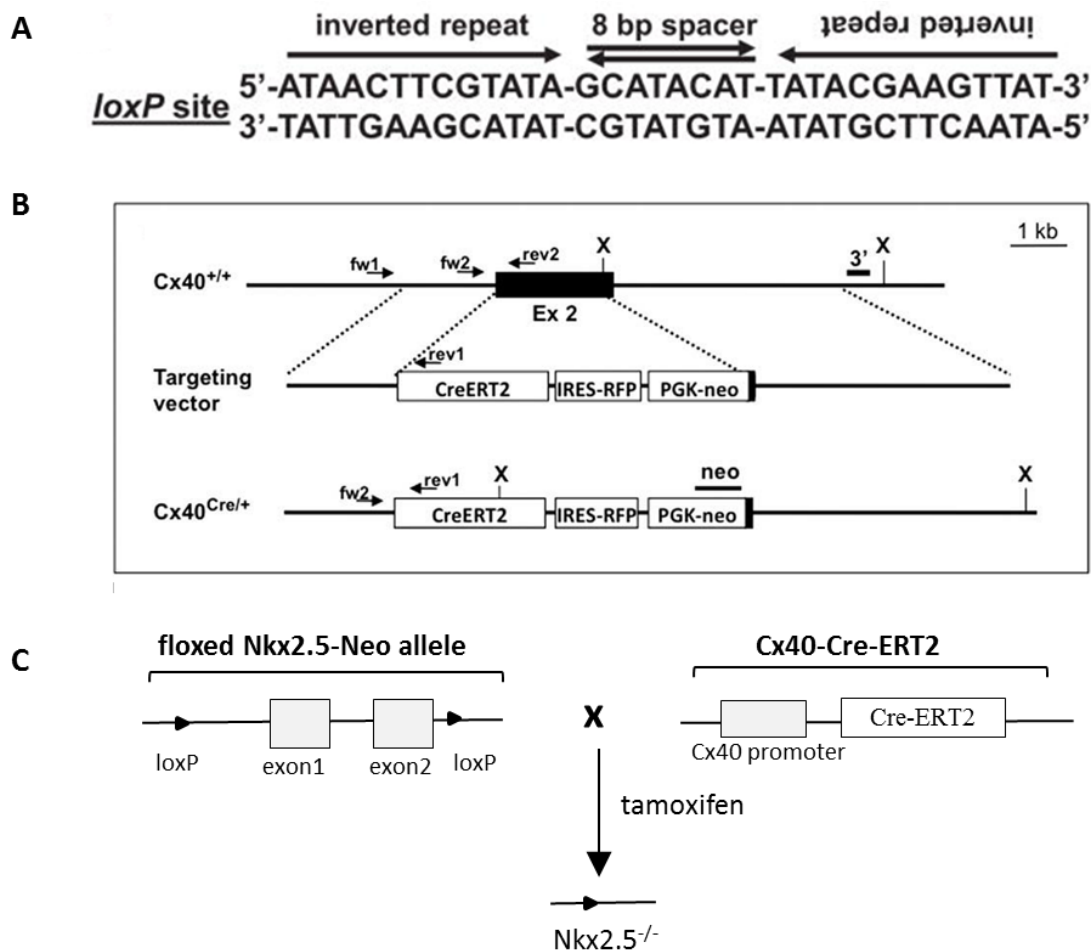 A
inverted repeat 8 bp spacer inverted repeat
5’-ATAACTTCGTATA-GCATACAT-TATACGAAGTTAT-3’
loxP site
3’-TATTGAAGCATAT-CGTATGTA-ATATGCTTCAATA-5’
B
1 kb
X X
fw1 fw2 rev2 3’
Cx40+/+
Ex 2
rev1
Targeting
vector
CreERT2 IRES-RFP PGK-neo
neo X
X
fw2 rev1
Cx40Cre/+
CreERT2 IRES-RFP PGK-neo
C
floxed Nkx2.5-Neo allele Cx40-Cre-ERT2
x
Cre-ERT2
loxP exon1 exon2 loxP Cx40 promoter
tamoxifen
Nkx2.5-/-